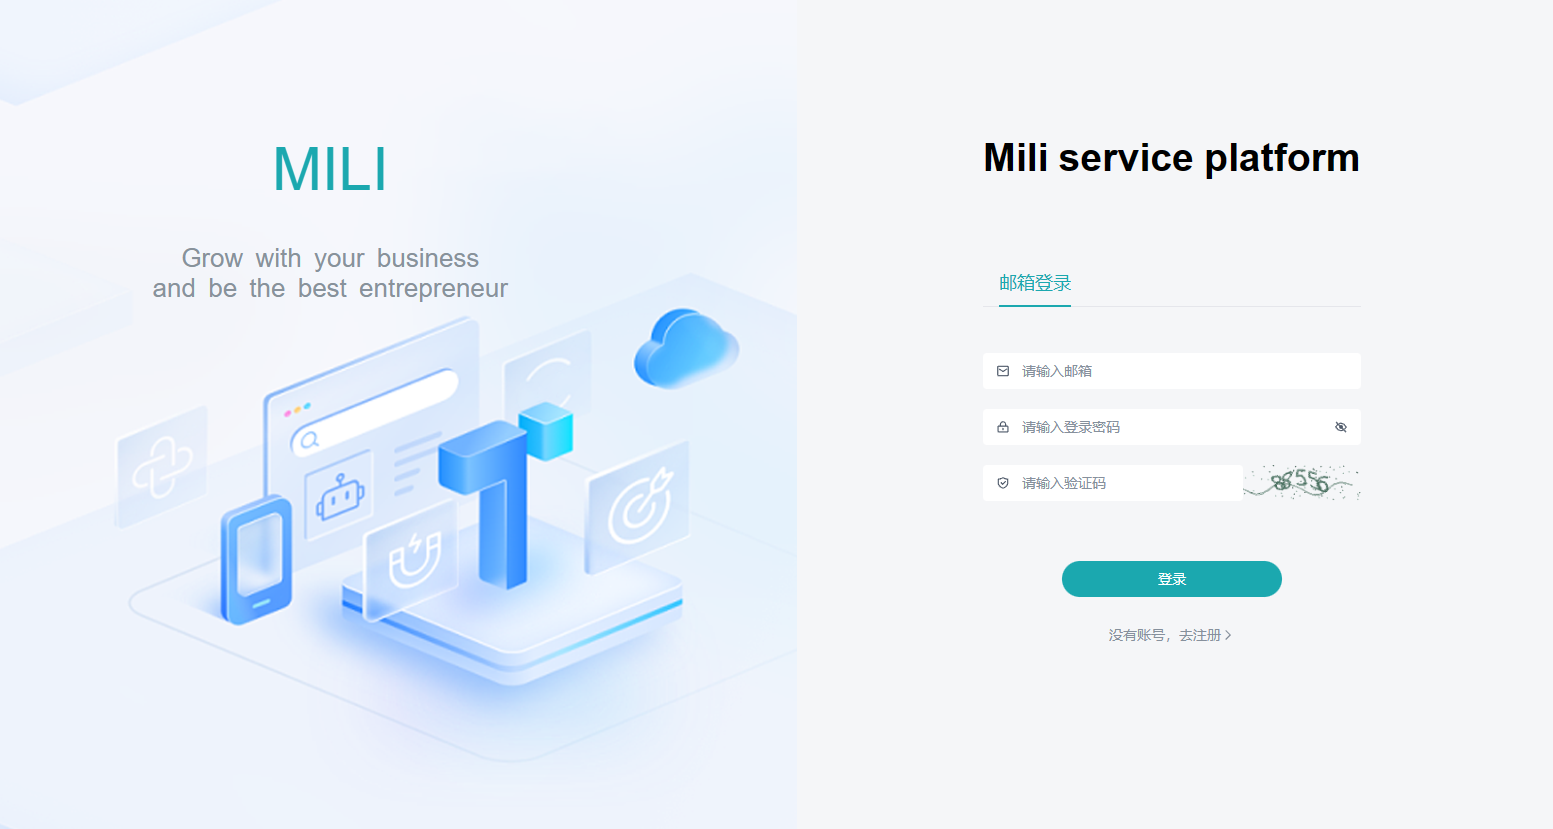 MILI
Grow with your business
and be the best entrepreneur
Mili service platform
邮箱登录
请输入邮箱
请输入登录密码
请输入验证码
登录
没有账号，去注册